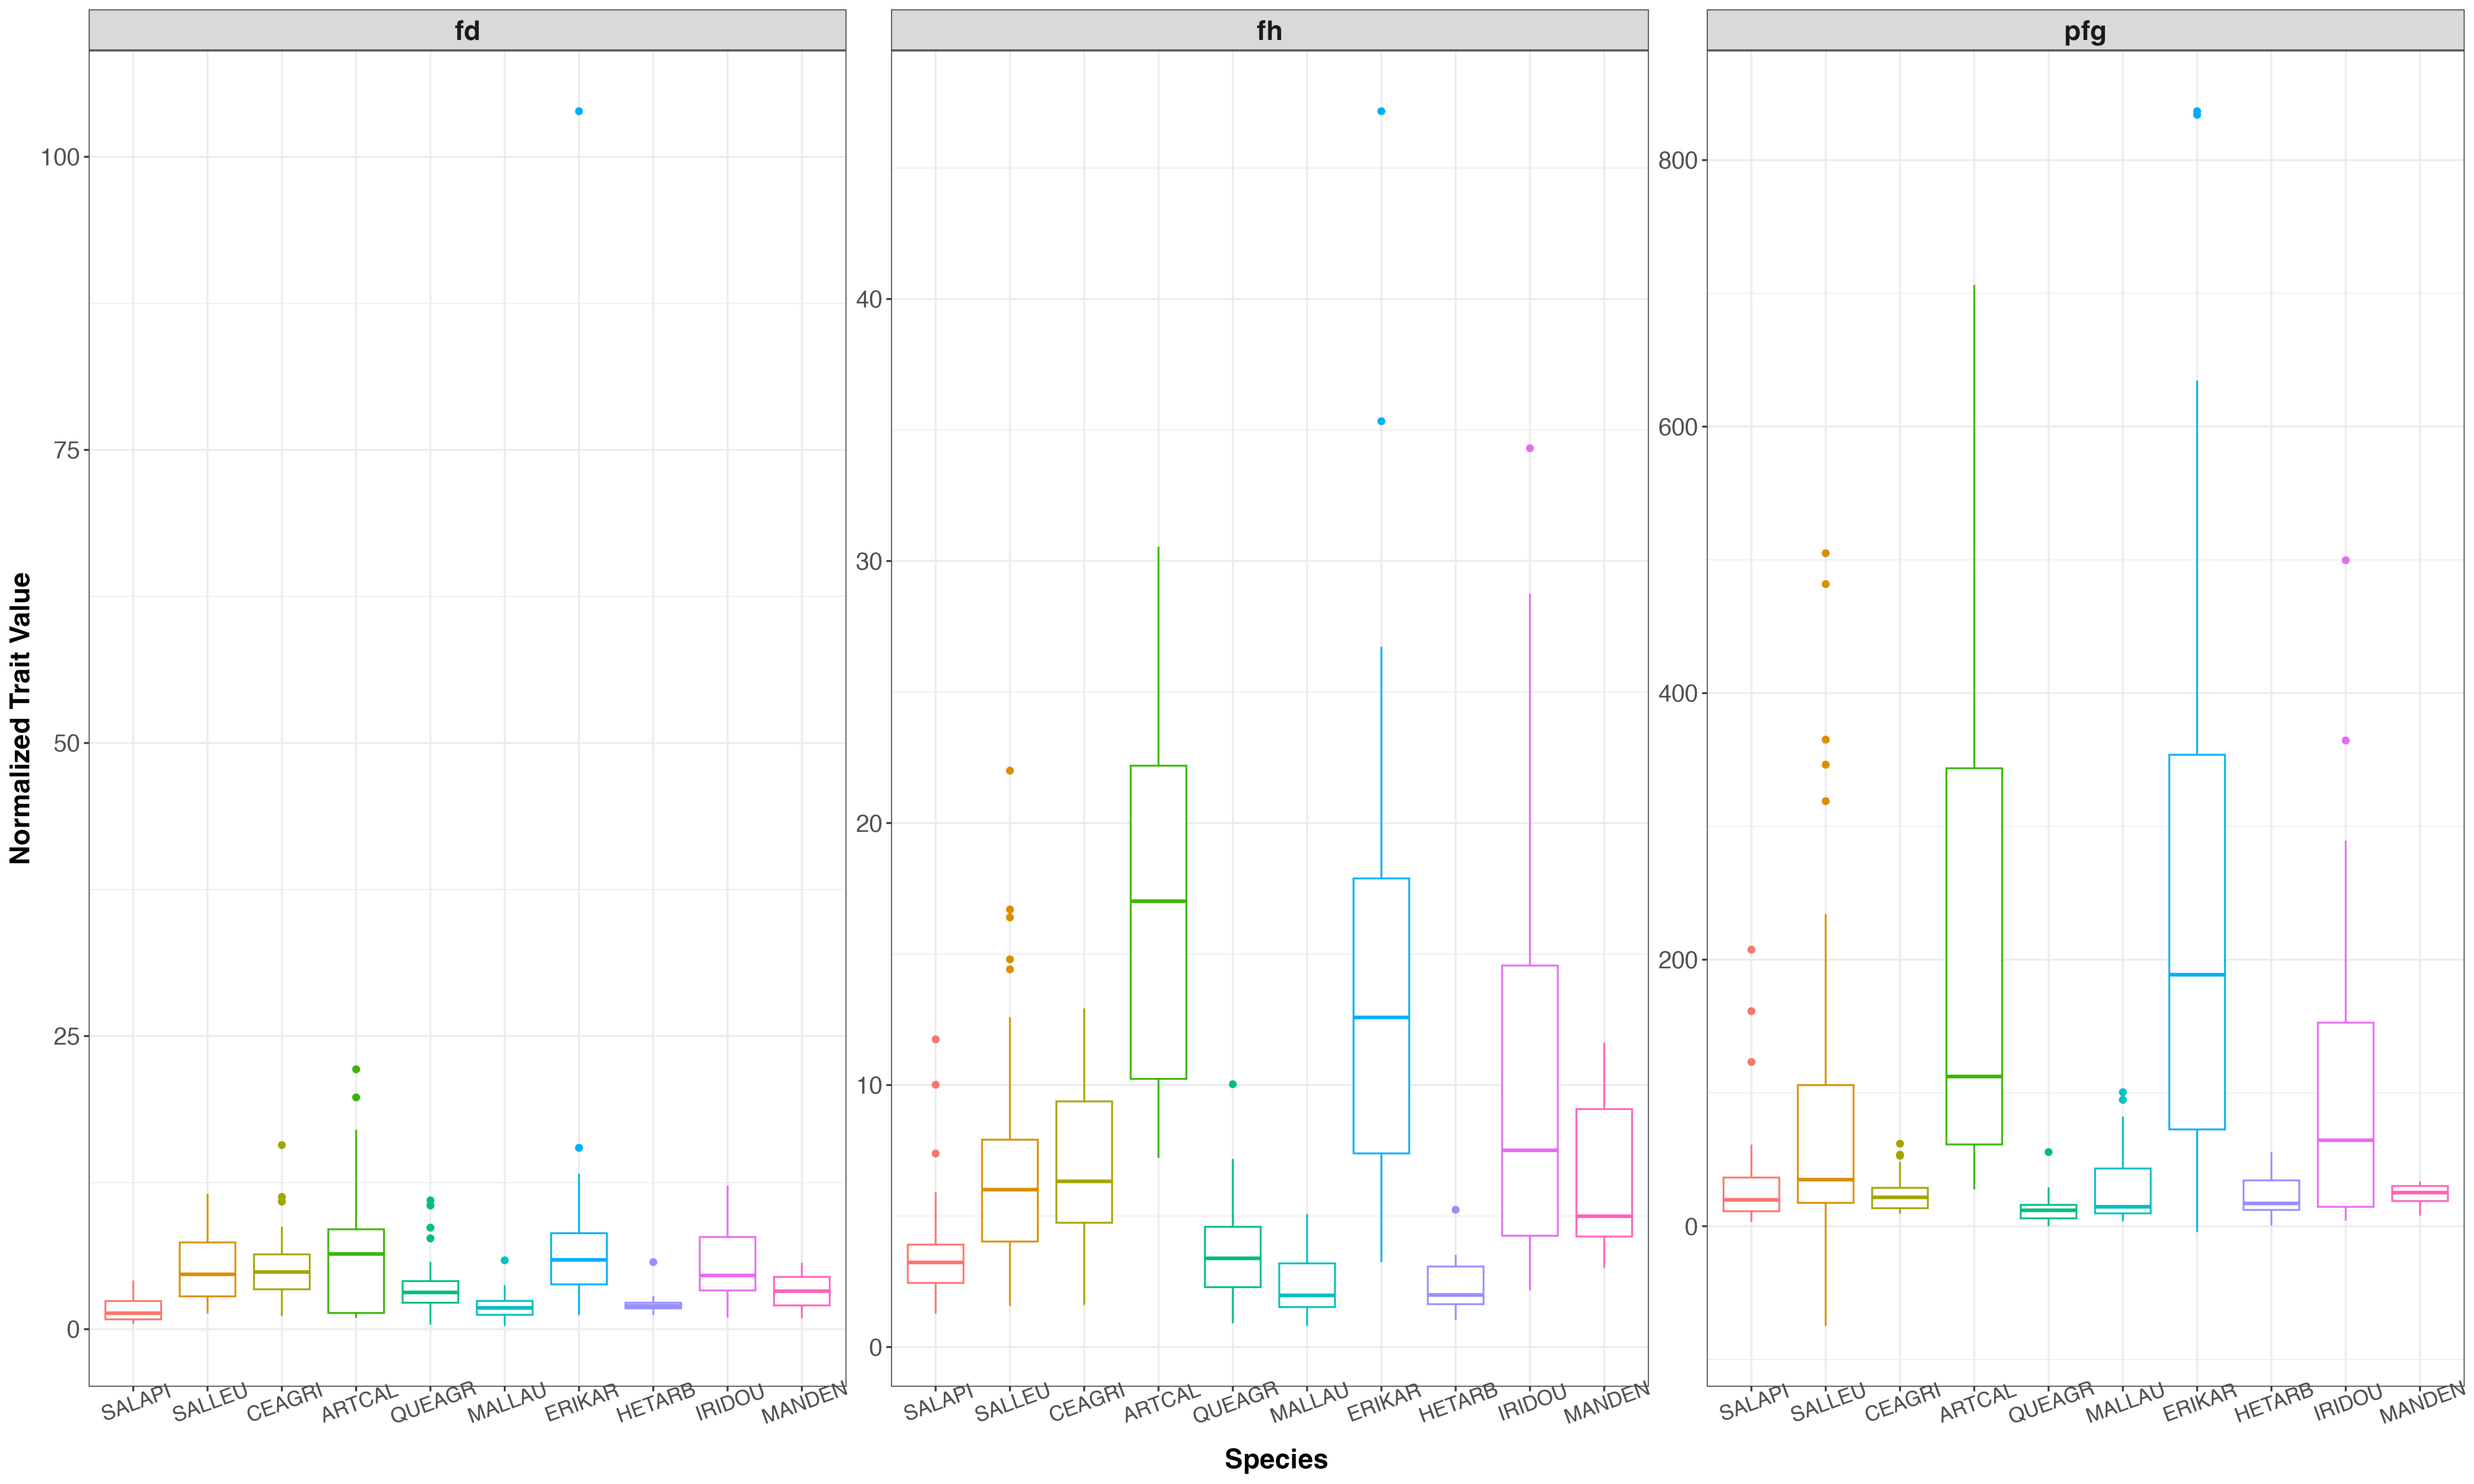 fd fh pfg
Normalized Trait Value
100
75
50
25
0
40
30
20
10
0
800
600
400
200
0
SALAPI SALLEU CEAGRI ARTCAL QUEAGR MALLAU ERIKAR HETARB IRIDOU MANDEN
SALAPI SALLEU CEAGRI ARTCAL QUEAGR MALLAU ERIKAR HETARB IRIDOU MANDEN
SALAPI SALLEU CEAGRI ARTCAL QUEAGR MALLAU ERIKAR HETARB IRIDOU MANDEN
Species